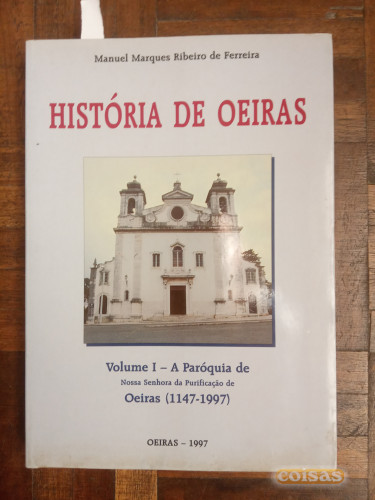 Manuel Marques Ribeiro de Ferreira
HISTÓRIA DE OEIRAS
Volume I – A Paróquia de
Nossa Senhora da Purificação de
Oeiras (1147-1997)
OEIRAS – 1997
coisas